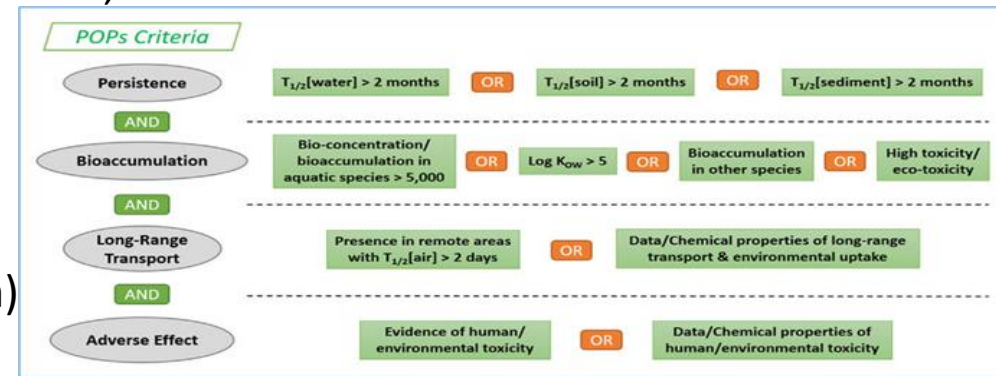 POPs Criteria
Persistence
T1/2[water] > 2 months OR T1/2[soil] > 2 months OR T1/2[sediment] > 2 months
AND
Bioaccumulation
Bio-concentration/
bioaccumulation in
aquatic species > 5,000
OR
Log KOW > 5
OR
Bioaccumulation
in other species
OR
High toxicity/
eco-toxicity
AND
Long-Range
Transport
Presence in remote areas
with T1/2[air] > 2 days
OR
Data/Chemical properties of long-range
transport & environmental uptake
AND
Adverse Effect
Evidence of human/
environmental toxicity
OR
Data/Chemical properties of
human/environmental toxicity